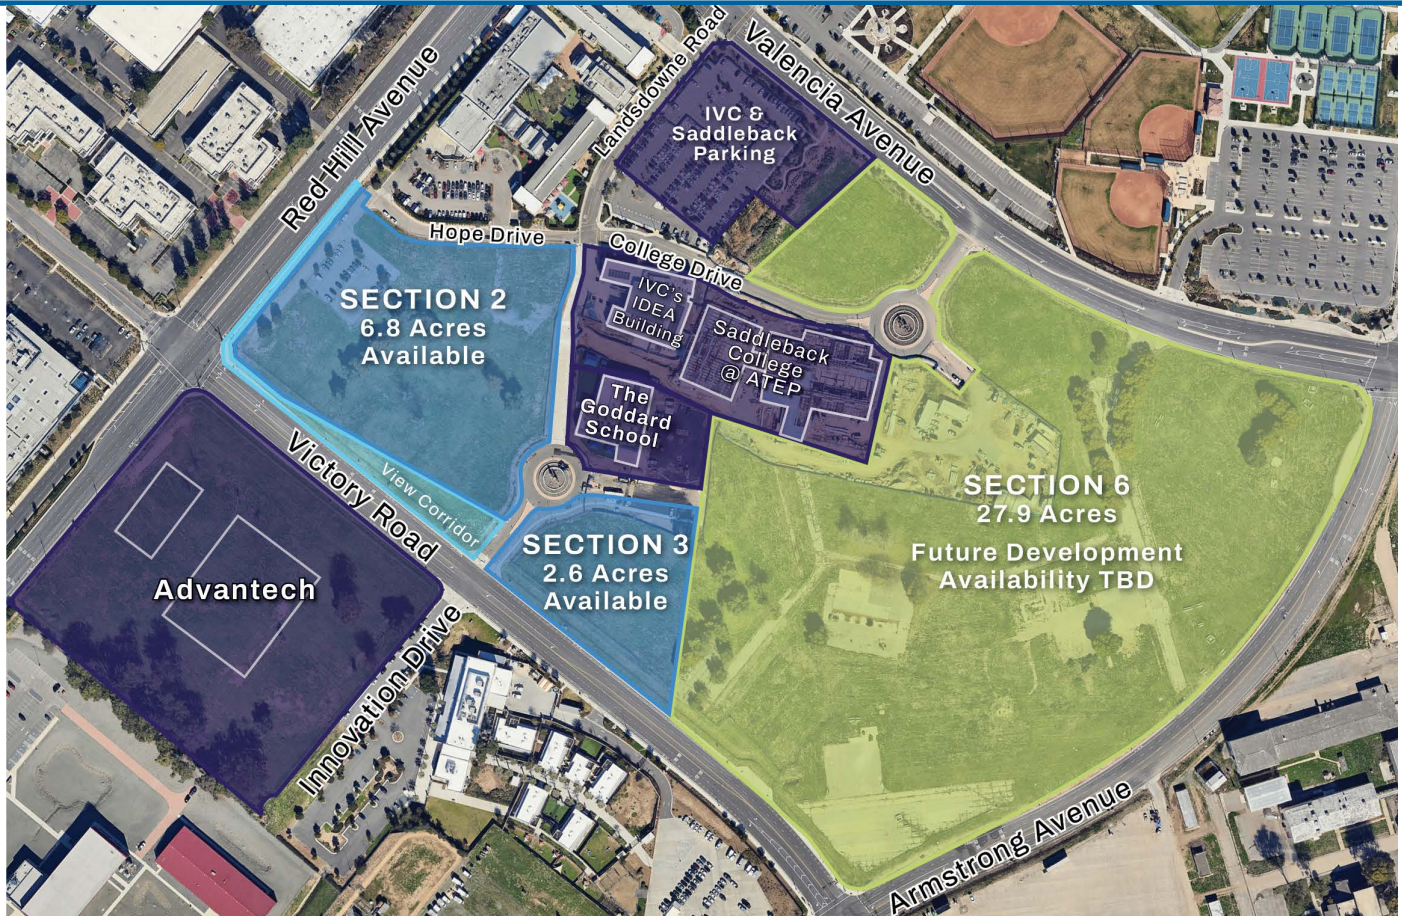 Red Hill Avenue
Landsdowne Road
Valencia Avenue
IVC &
Saddleback
Parking
Hope Drive
College Drive
SECTION 2
6.8 Acres
Available
IVC's
IDEA
Building
Saddleback
College
@ ATEP
The
Goddard
School
Victory Road
View Corridor
SECTION 6
27.9 Acres
Future Development
Availability TBD
SECTION 3
2.6 Acres
Available
Advantech
Innovation Drive
Armstrong Avenue